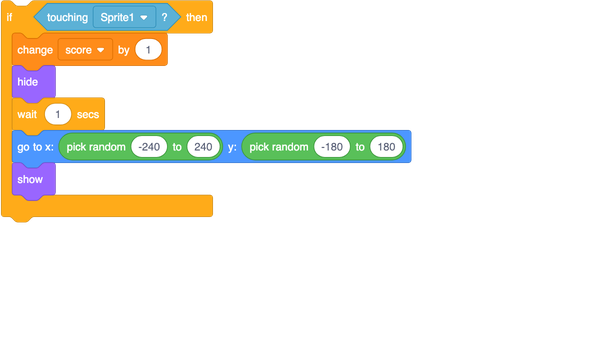 if touching Sprite1 ? then
change score by 1
hide
wait 1 secs
go to x: pick random -240 to 240 y: pick random -180 to 180
show